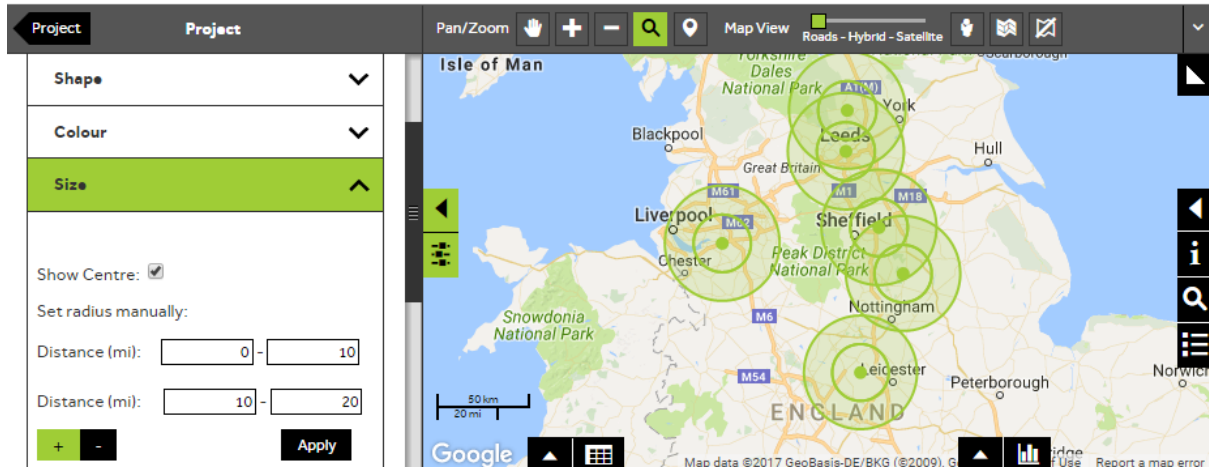 Project
Project
Pan/Zoom
Map View
Roads - Hybrid - Satellite
Shape
Colour
Size
Show Centre:
Set radius manually:
Distance (mi): 0 - 10
Distance (mi): 10 - 20
+ -
Apply
Isle of Man
Yorkshire
Dales
National Park
Scarborough
A1(M)
York
Blackpool
Leeds
Hull
Great Britain
M61
M1
M18
Liverpool
M62
Sheffield
Chester
Peak District
National Park
Nottingham
Snowdonia
National Park
M6
M54
Leicester
Peterborough
Norwich
50 km
20 mi
ENGLAND
Google
Map data ©2017 GeoBasis-DE/BKG (©2009), G
f Use
Report a map error